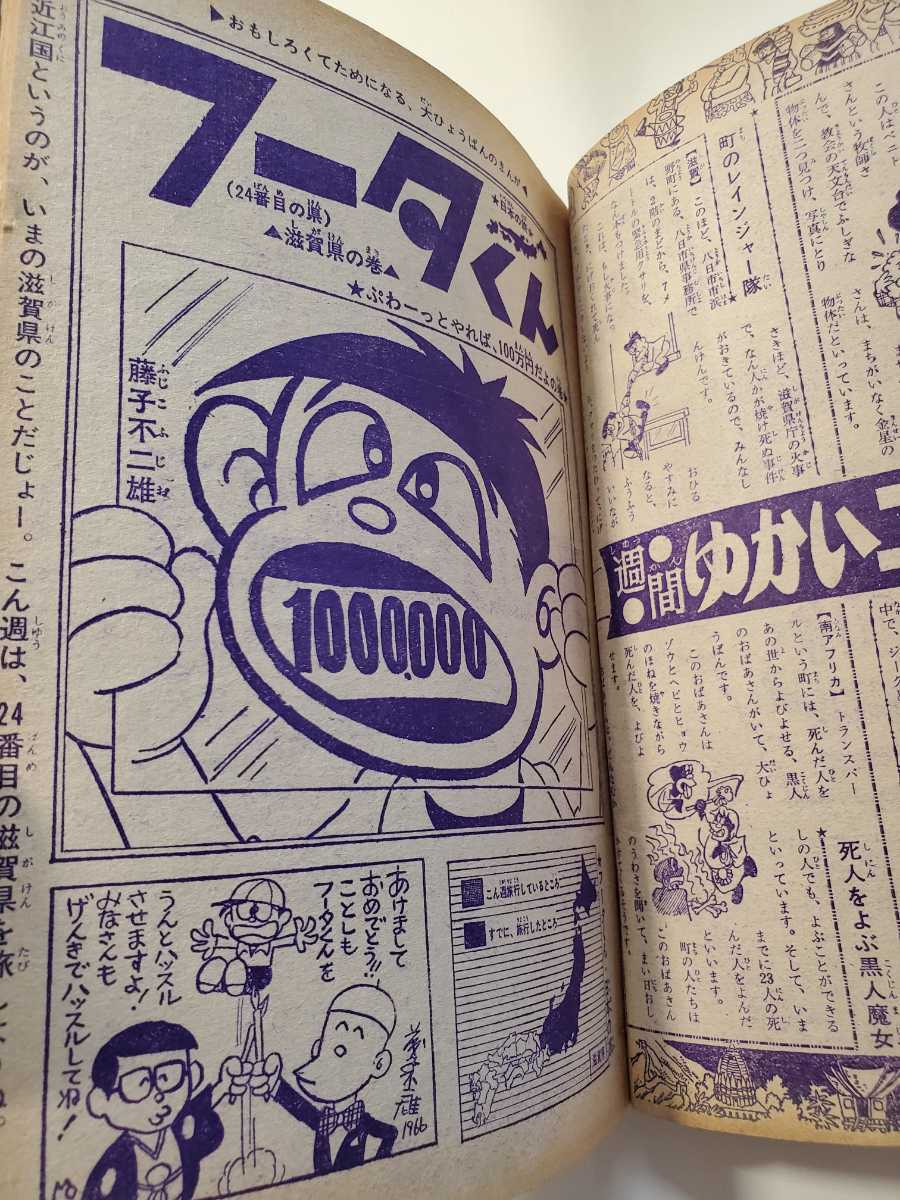 近江国というのが、いまの滋賀県のことだじょー。こん週は、24番目の滋賀県を旅
▶おもしろくてためになる、大ひょうばんのまんが◀
フータくん
★日本の旅★
(24番目の県)
▲滋賀県の巻▲
★ぷわーっとやれば、100万円だよの巻★
藤子不二雄
1000,000
あけまして
おめでとう!!
ことしも
フータくんを
うんとハッスル
させますよ!
みなさんも
げんきでハッスルしてね!
1966
こん週旅行しているところ
すでに、旅行したところ
この人はベニト
さんという牧師さ
んで、教会の天文台でふしぎな
物体を二つ見つけ、写真にとり
さんは、まちがいなく金星の
物体だといっています。
★町のレインジャー隊★
【滋賀】このほど、八日市市浜
野町にある、八日市県事務所で
は、2階のまどから、7メ
ートルの緊急用クサリを、
なん本もつけました。
さきほど、滋賀県庁の火事
で、なん人かが焼け死ぬ事件
がおきているので、みんなし
んけんです。
おひる
やすみに
なると、
ふうふう
いいなが
週間ゆかいニ
【南アフリカ】トランスバー
ルという町には、死んだ人を
あの世からよびよせる、黒人
のおばあさんがいて、大ひょ
うばんです。
このおばあさんは
ゾウとヘビとヒョウ
のほねを焼きながら
死んだ人を、よびよ
せます。
★死人をよぶ黒人魔女
しの人でも、よぶことができる
といっています。そして、いま
までに23人の死
んだ人をよんだ
といいます。
町の人たちは
このおばあさん
のうわさを聞いて、まい日おし